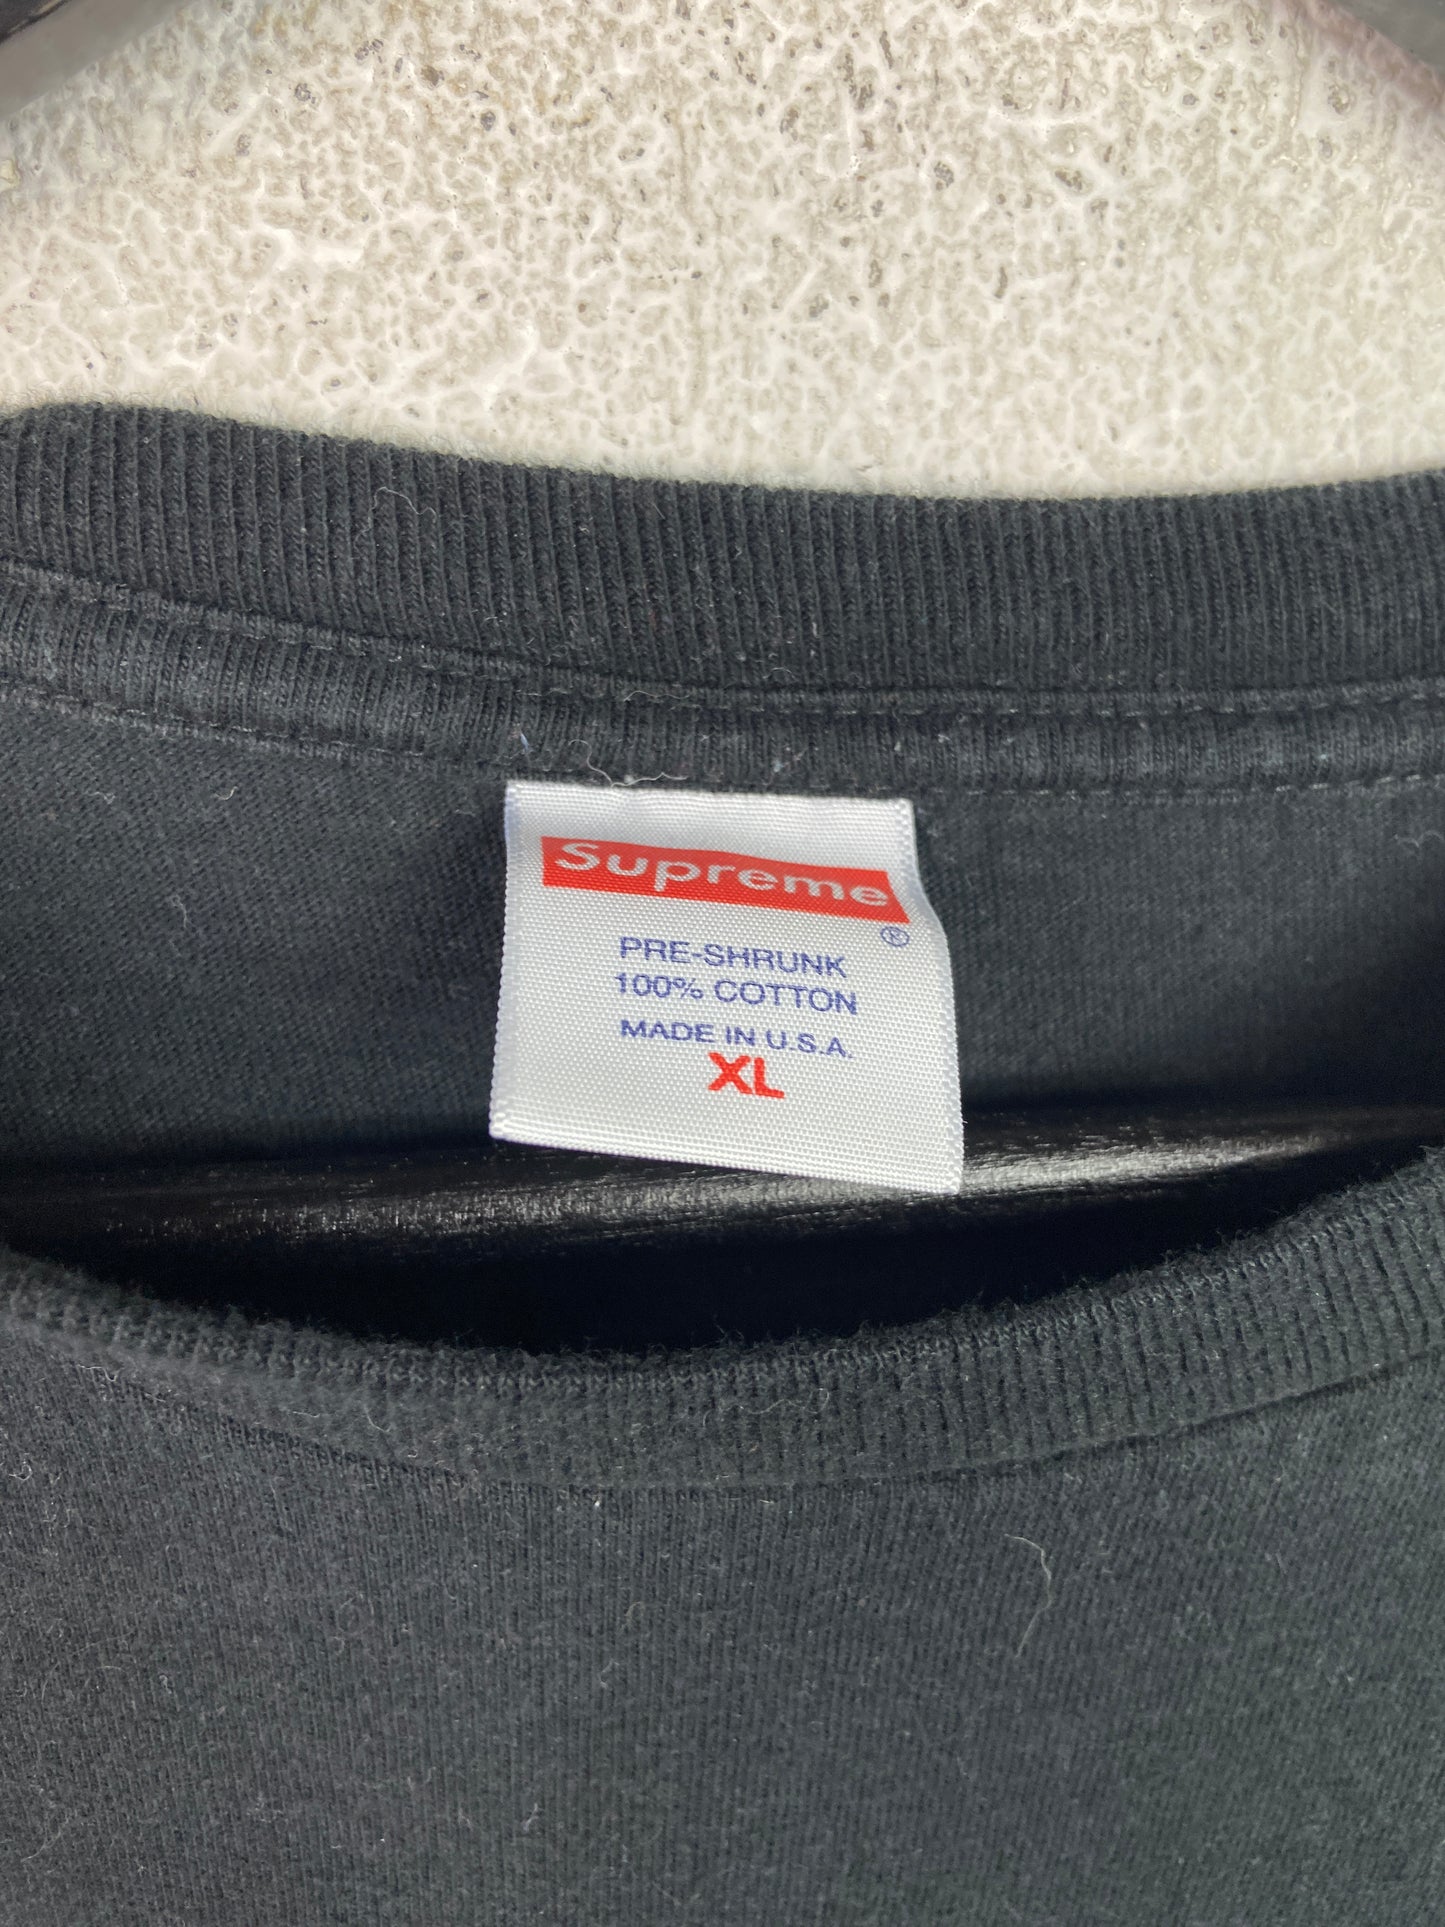 Supreme
®
PRE-SHRUNK
100% COTTON
MADE IN U.S.A.
XL